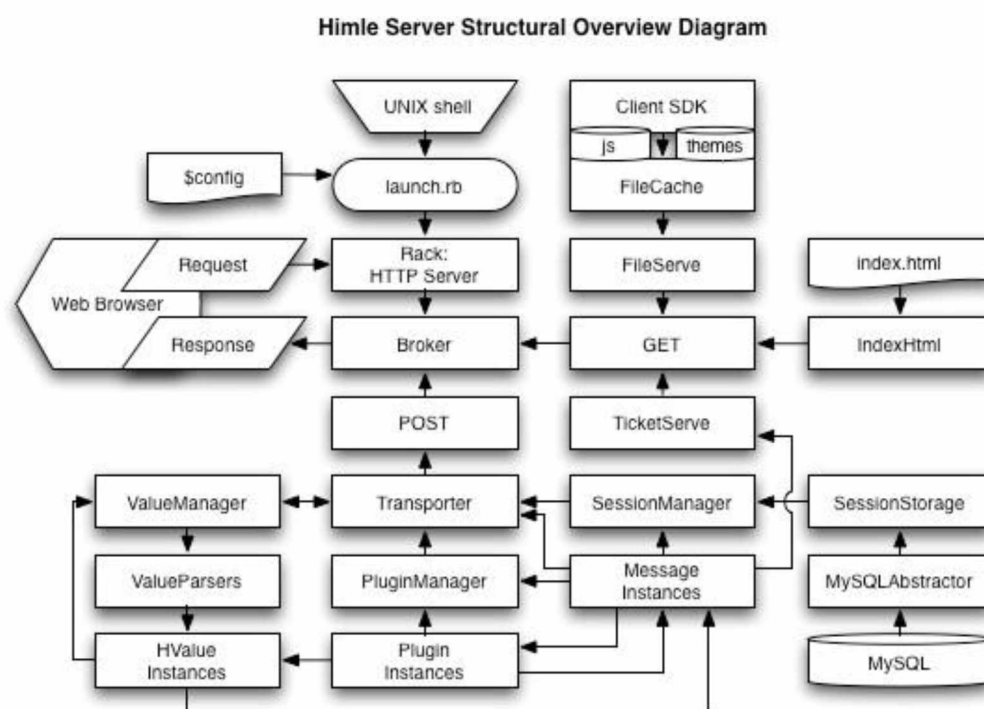 Himle Server Structural Overview Diagram
UNIX shell
Client SDK
js
themes
$config
launch.rb
FileCache
Request
Rack:
HTTP Server
FileServe
index.html
Web Browser
Response
Broker
GET
IndexHtml
POST
TicketServe
ValueManager
Transporter
SessionManager
SessionStorage
ValueParsers
PluginManager
Message
Instances
MySQLAbstractor
HValue
Instances
Plugin
Instances
MySQL